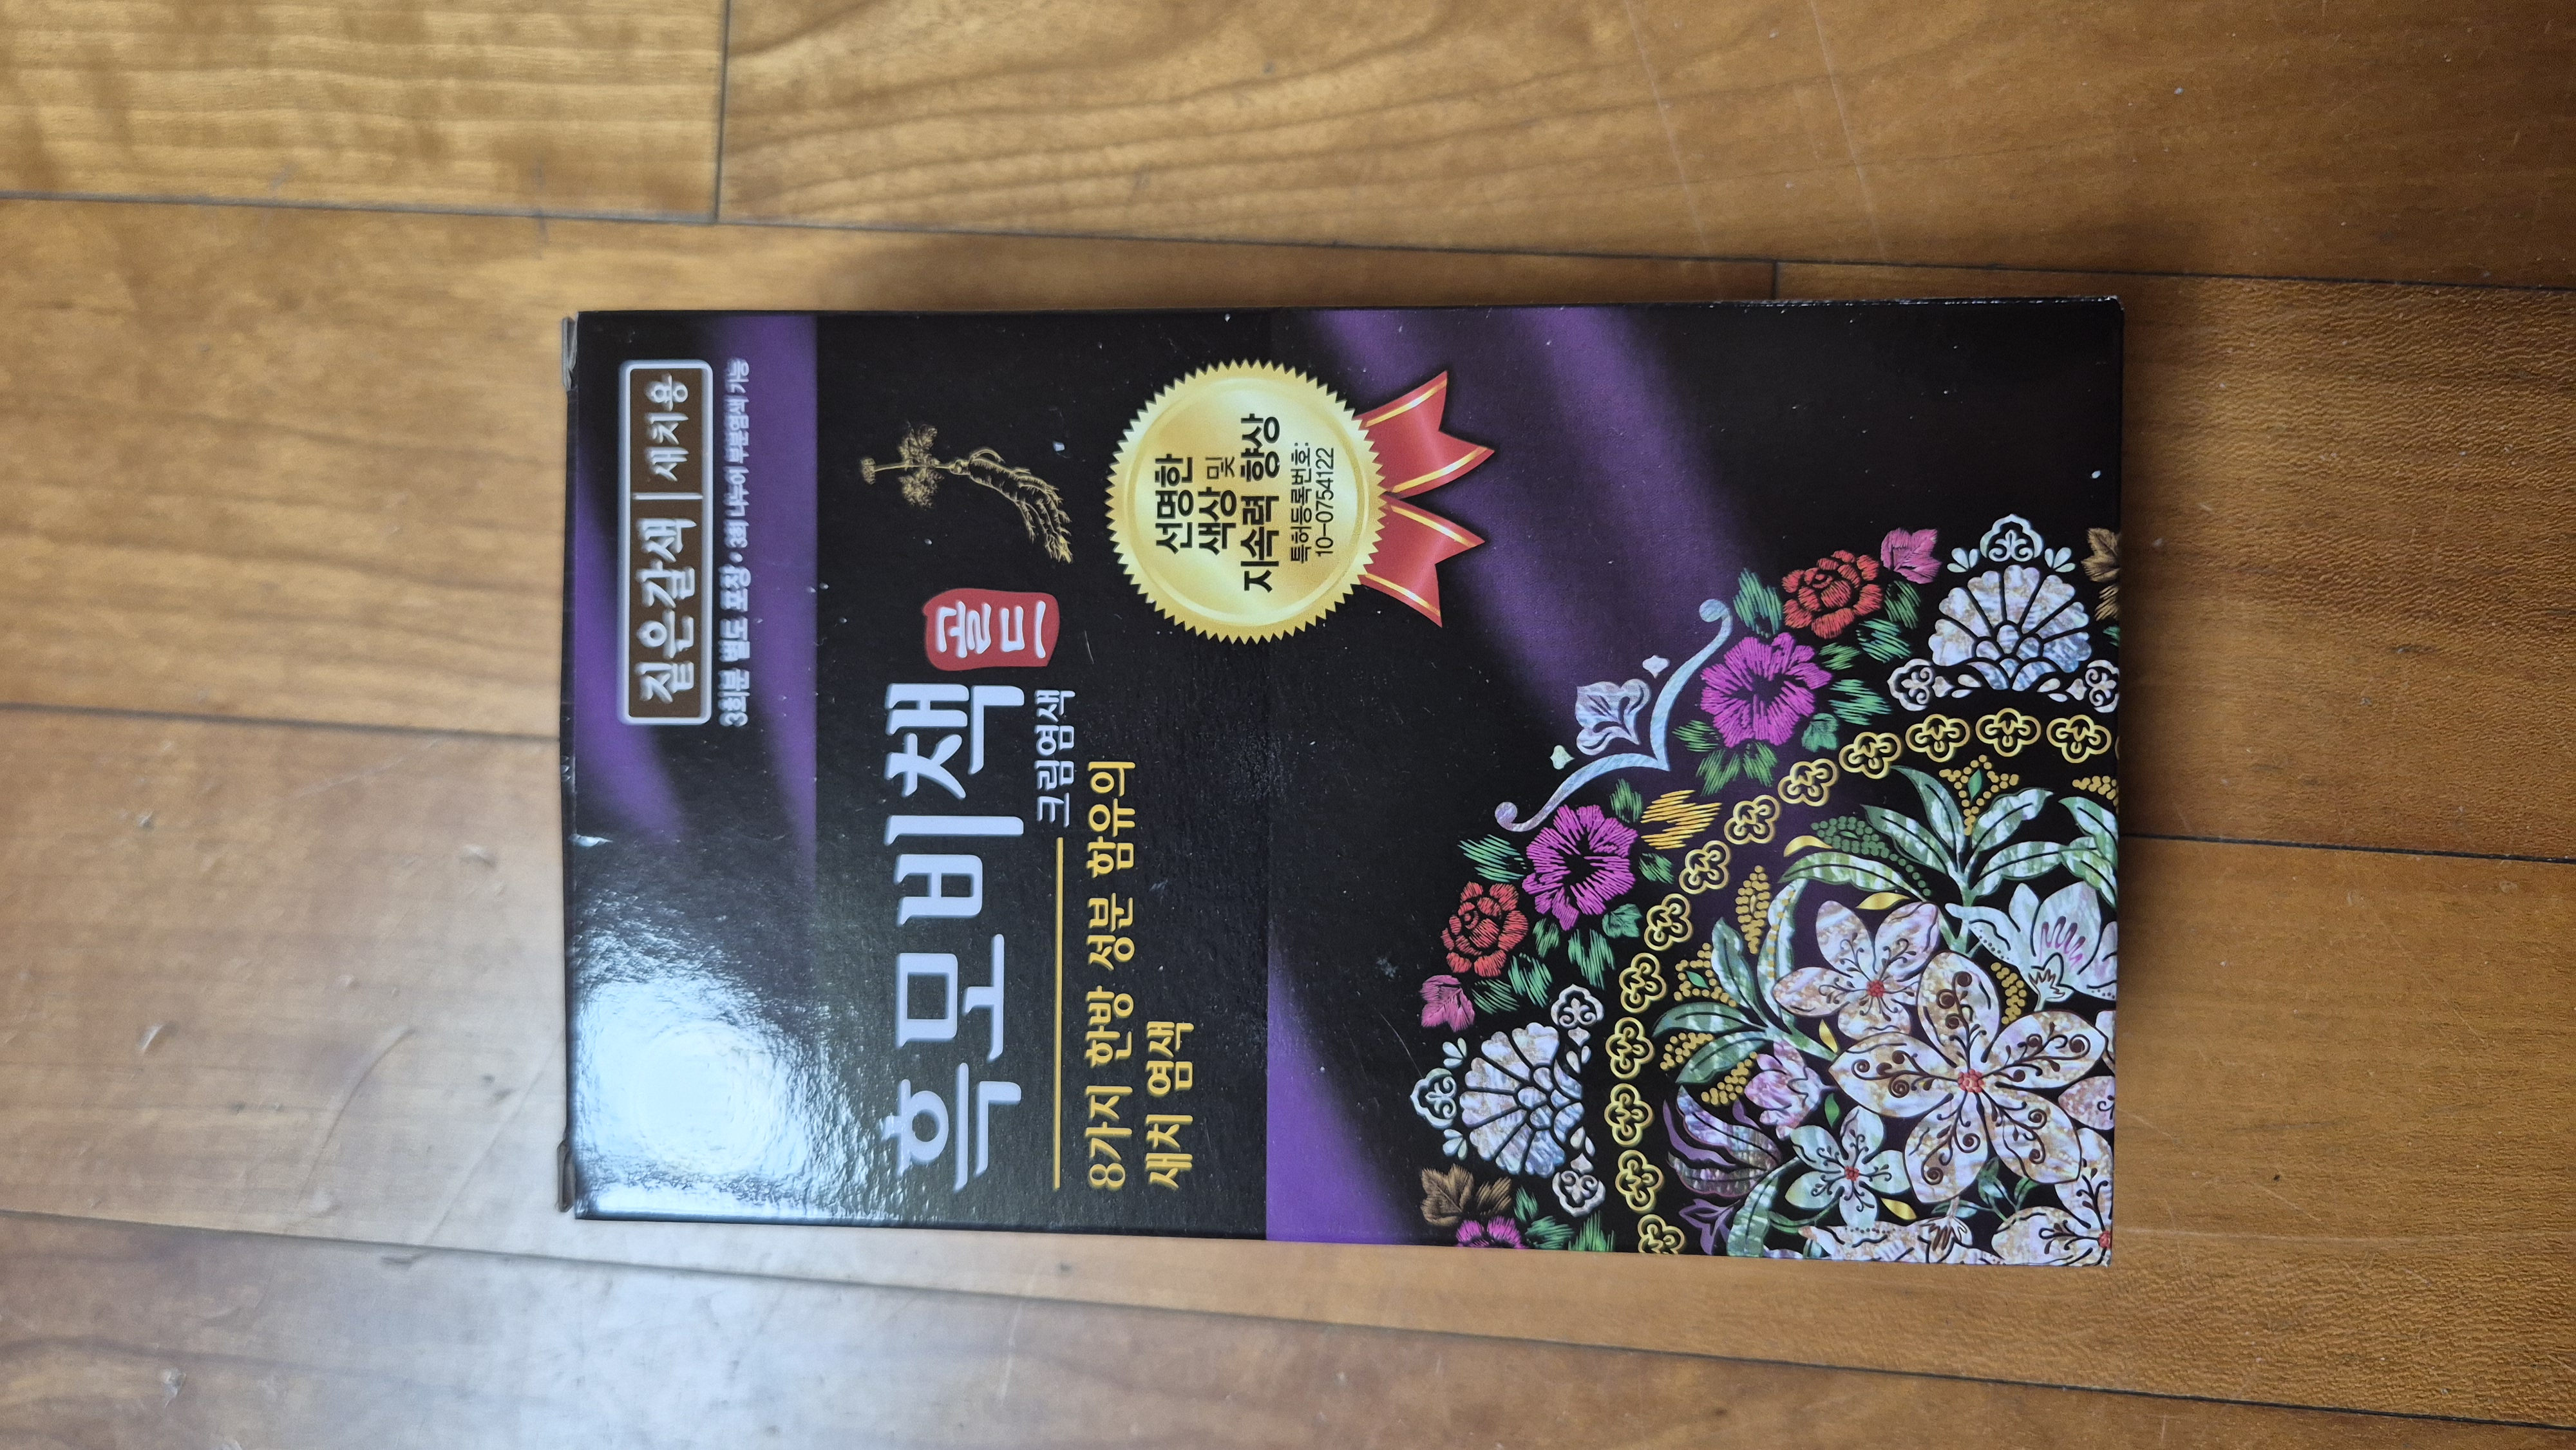 짙은갈색 | 새치용
3회분 별도 포장 • 3회 나누어 부분염색 가능
흑모비책 골드
크림염색
8가지 한방 성분 함유의
새치 염색
선명한
색상 및
지속력 향상
특허등록번호:
10-0754122